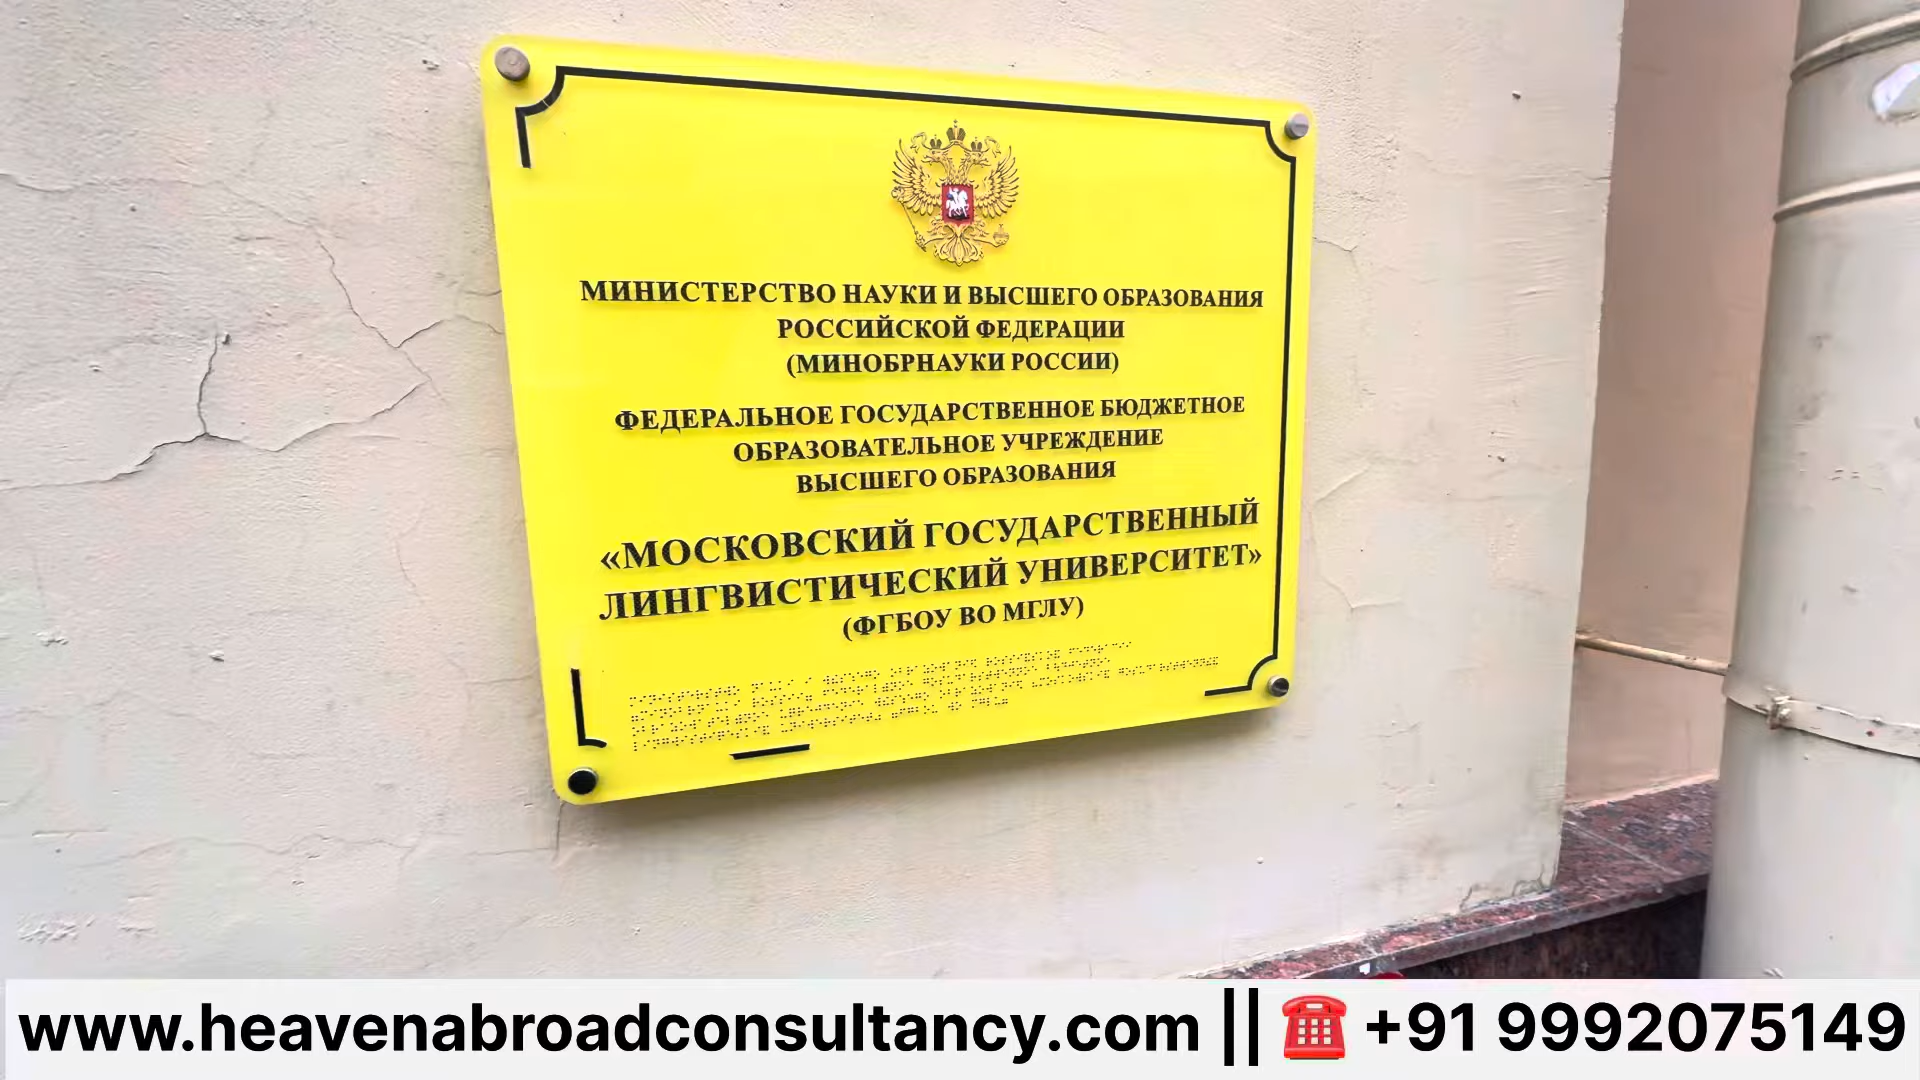 МИНИСТЕРСТВО НАУКИ И ВЫСШЕГО ОБРАЗОВАНИЯ
РОССИЙСКОЙ ФЕДЕРАЦИИ
(МИНОБРНАУКИ РОССИИ)
ФЕДЕРАЛЬНОЕ ГОСУДАРСТВЕННОЕ БЮДЖЕТНОЕ
ОБРАЗОВАТЕЛЬНОЕ УЧРЕЖДЕНИЕ
ВЫСШЕГО ОБРАЗОВАНИЯ
«МОСКОВСКИЙ ГОСУДАРСТВЕННЫЙ
ЛИНГВИСТИЧЕСКИЙ УНИВЕРСИТЕТ»
(ФГБОУ ВО МГЛУ)
www.heavenabroadconsultancy.com || ☎️ +91 9992075149